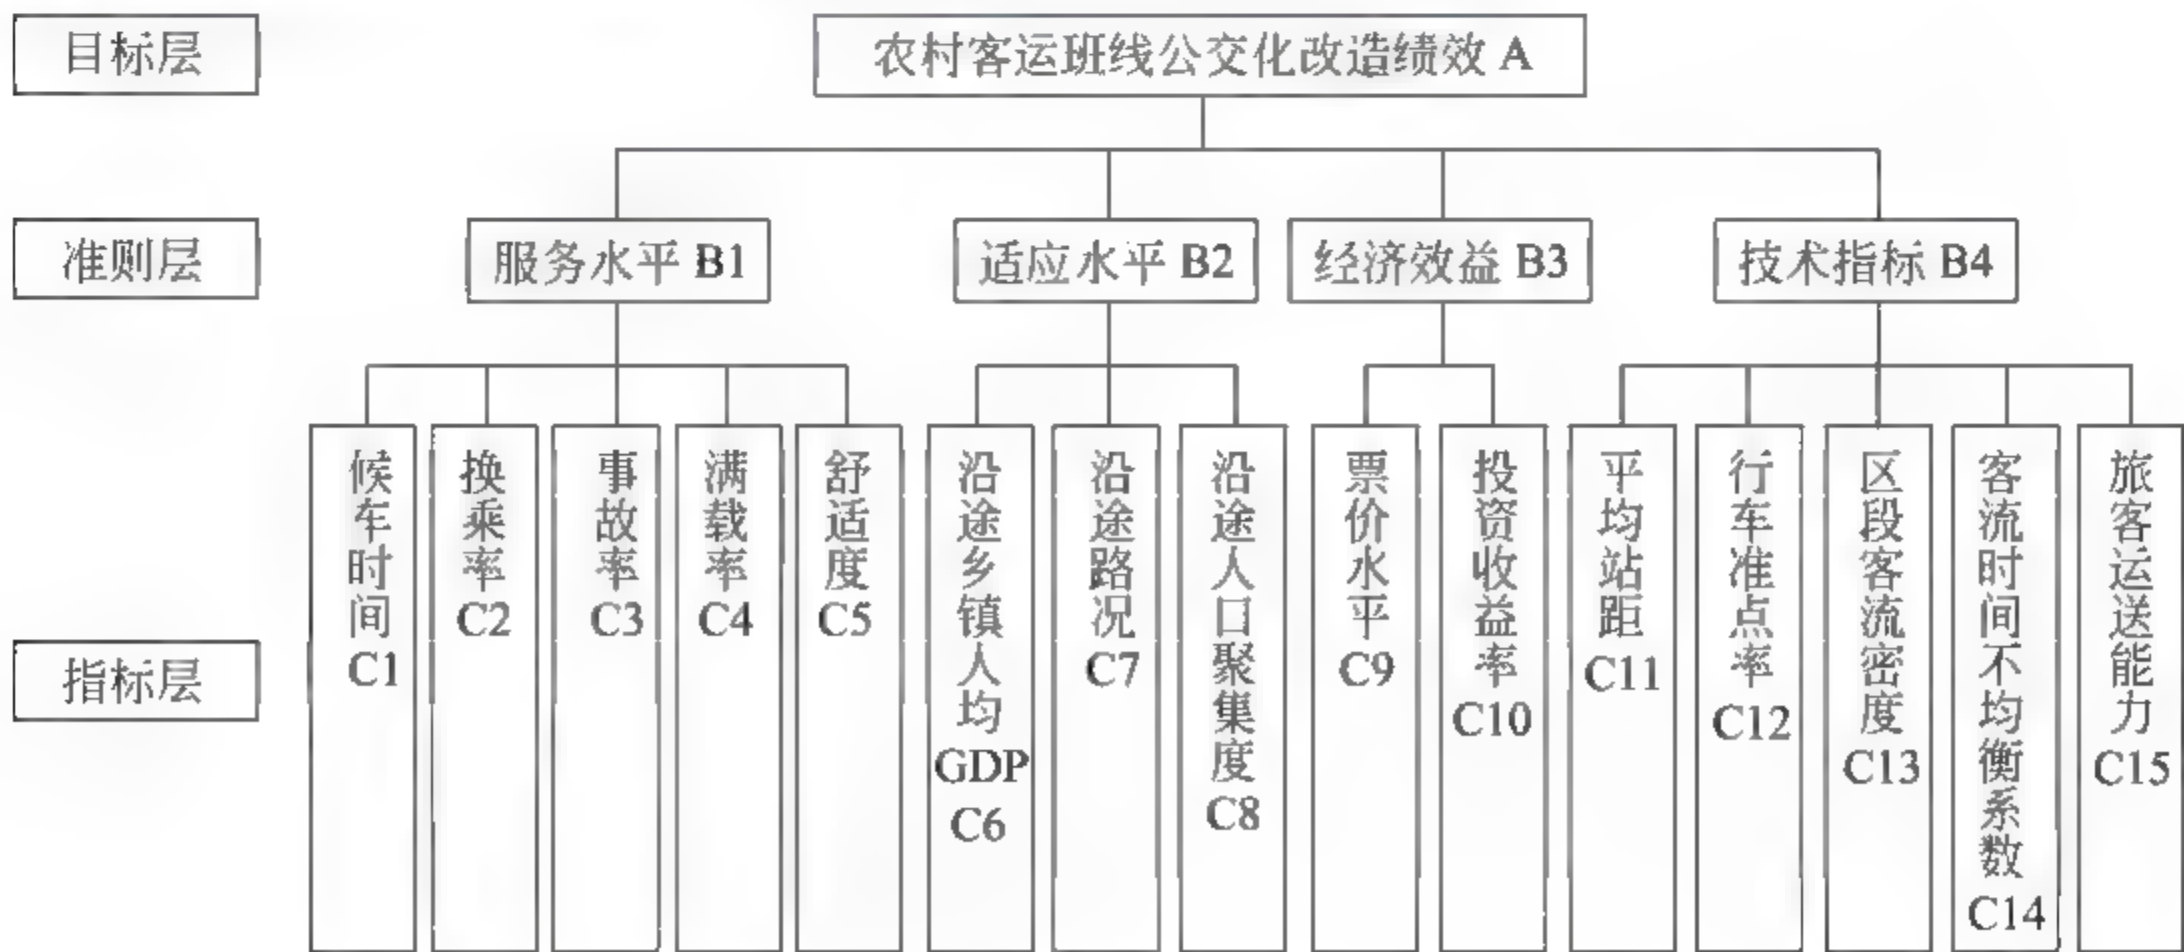 目标层
农村客运班线公交化改造绩效 A
准则层
服务水平 B1
适应水平 B2
经济效益 B3
技术指标 B4
指标层
候车时间 C1
换乘率 C2
事故率 C3
满载率 C4
舒适度 C5
沿途乡镇人均 GDP C6
沿途路况 C7
沿途人口聚集度 C8
票价水平 C9
投资收益率 C10
平均站距 C11
行车准点率 C12
区段客流密度 C13
客流时间不均衡系数 C14
旅客运送能力 C15